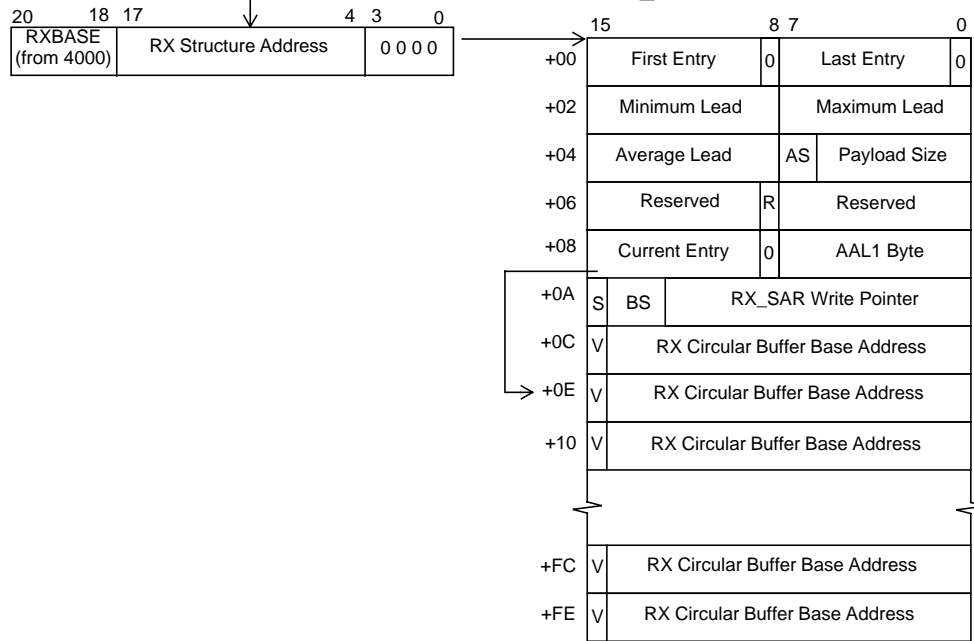 20 18 17 4 3 0
RXBASE
(from 4000)
RX Structure Address
0 0 0 0
15 8 7 0
+00 First Entry 0 Last Entry 0
+02 Minimum Lead Maximum Lead
+04 Average Lead AS Payload Size
+06 Reserved R Reserved
+08 Current Entry 0 AAL1 Byte
+0A S BS RX_SAR Write Pointer
+0C V RX Circular Buffer Base Address
+0E V RX Circular Buffer Base Address
+10 V RX Circular Buffer Base Address
+FC V RX Circular Buffer Base Address
+FE V RX Circular Buffer Base Address